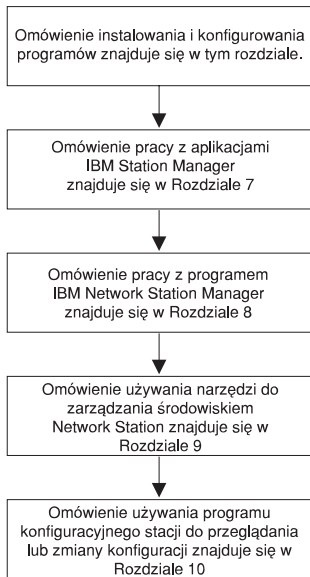 Omówienie instalowania i konfigurowania
programów znajduje się w tym rozdziale.
Omówienie pracy z aplikacjami
IBM Station Manager
znajduje się w Rozdziale 7
Omówienie pracy z programem
IBM Network Station Manager
znajduje się w Rozdziale 8
Omówienie używania narzędzi do
zarządzania środowiskiem
Network Station znajduje się w
Rozdziale 9
Omówienie używania programu
konfiguracyjnego stacji do przeglądania
lub zmiany konfiguracji znajduje się w
Rozdziale 10